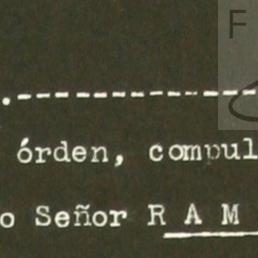 F
.-----------
órden, compul
o Señor R A M